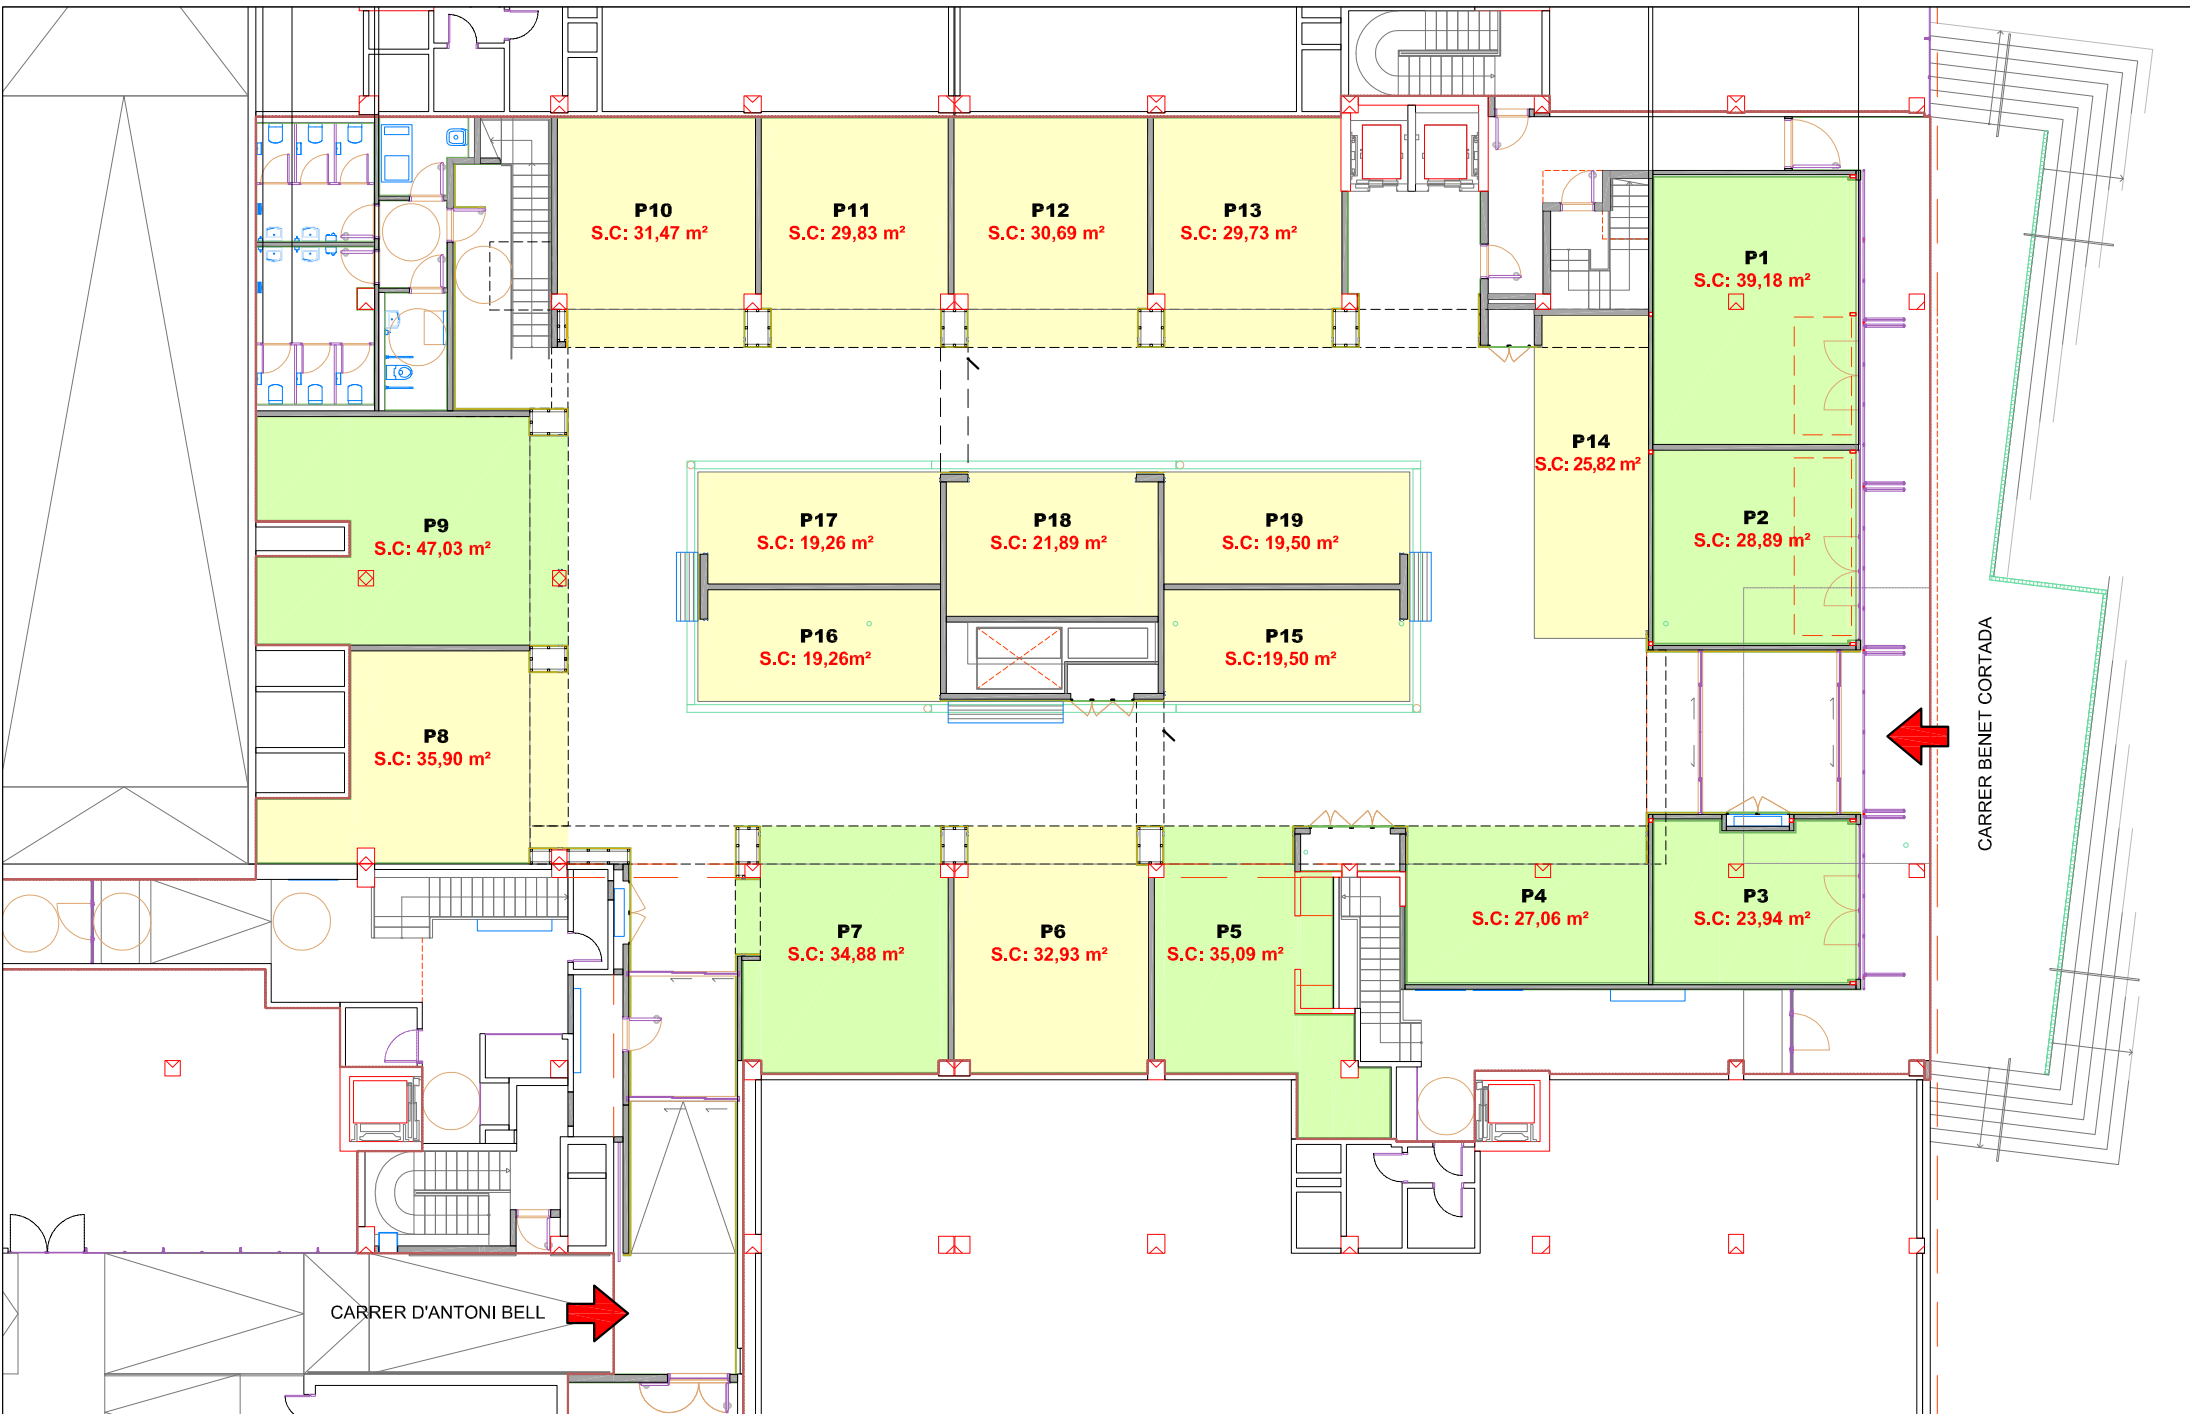 P10
S.C: 31,47 m²
P11
S.C: 29,83 m²
P12
S.C: 30,69 m²
P13
S.C: 29,73 m²
P1
S.C: 39,18 m²
P14
S.C: 25,82 m²
P9
S.C: 47,03 m²
P17
S.C: 19,26 m²
P18
S.C: 21,89 m²
P19
S.C: 19,50 m²
P2
S.C: 28,89 m²
P16
S.C: 19,26m²
P15
S.C:19,50 m²
P8
S.C: 35,90 m²
CARRER BENET CORTADA
P7
S.C: 34,88 m²
P6
S.C: 32,93 m²
P5
S.C: 35,09 m²
P4
S.C: 27,06 m²
P3
S.C: 23,94 m²
CARRER D'ANTONI BELL